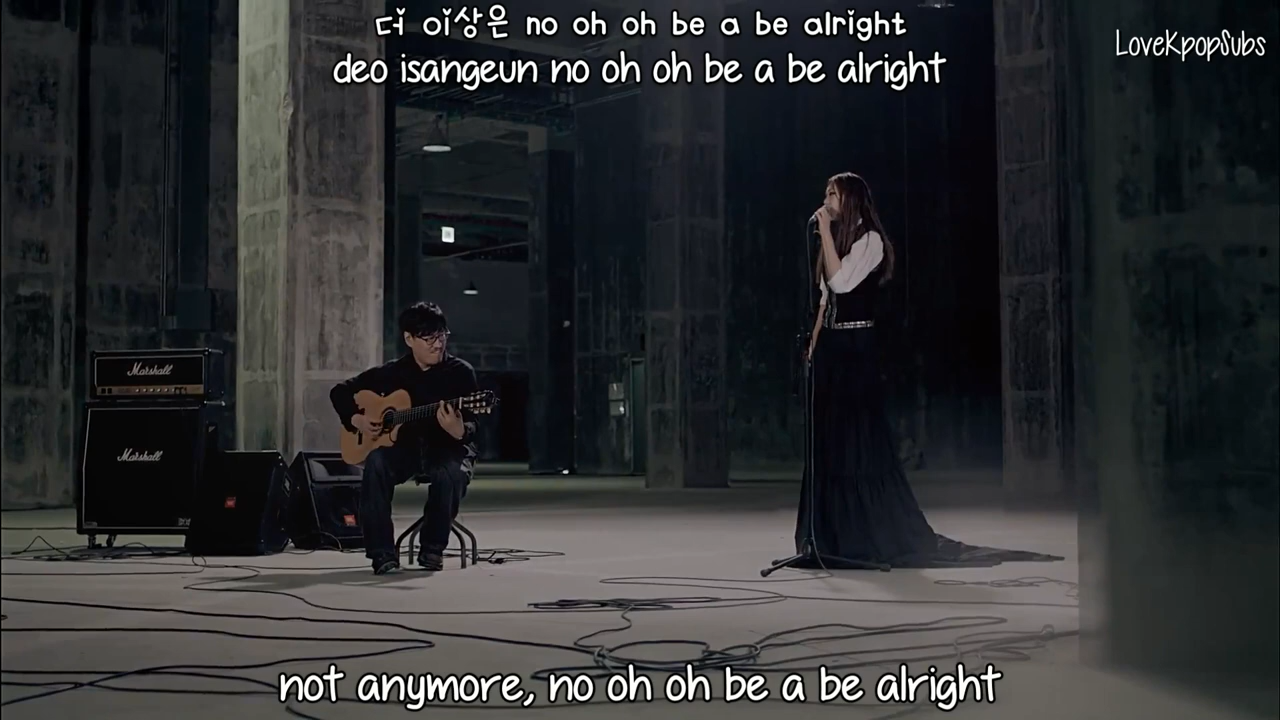 더 이상은 no oh oh be a be alright
deo isangeun no oh oh be a be alright
LoveKpopSubs
Marshall
Marshall
not anymore, no oh oh be a be alright